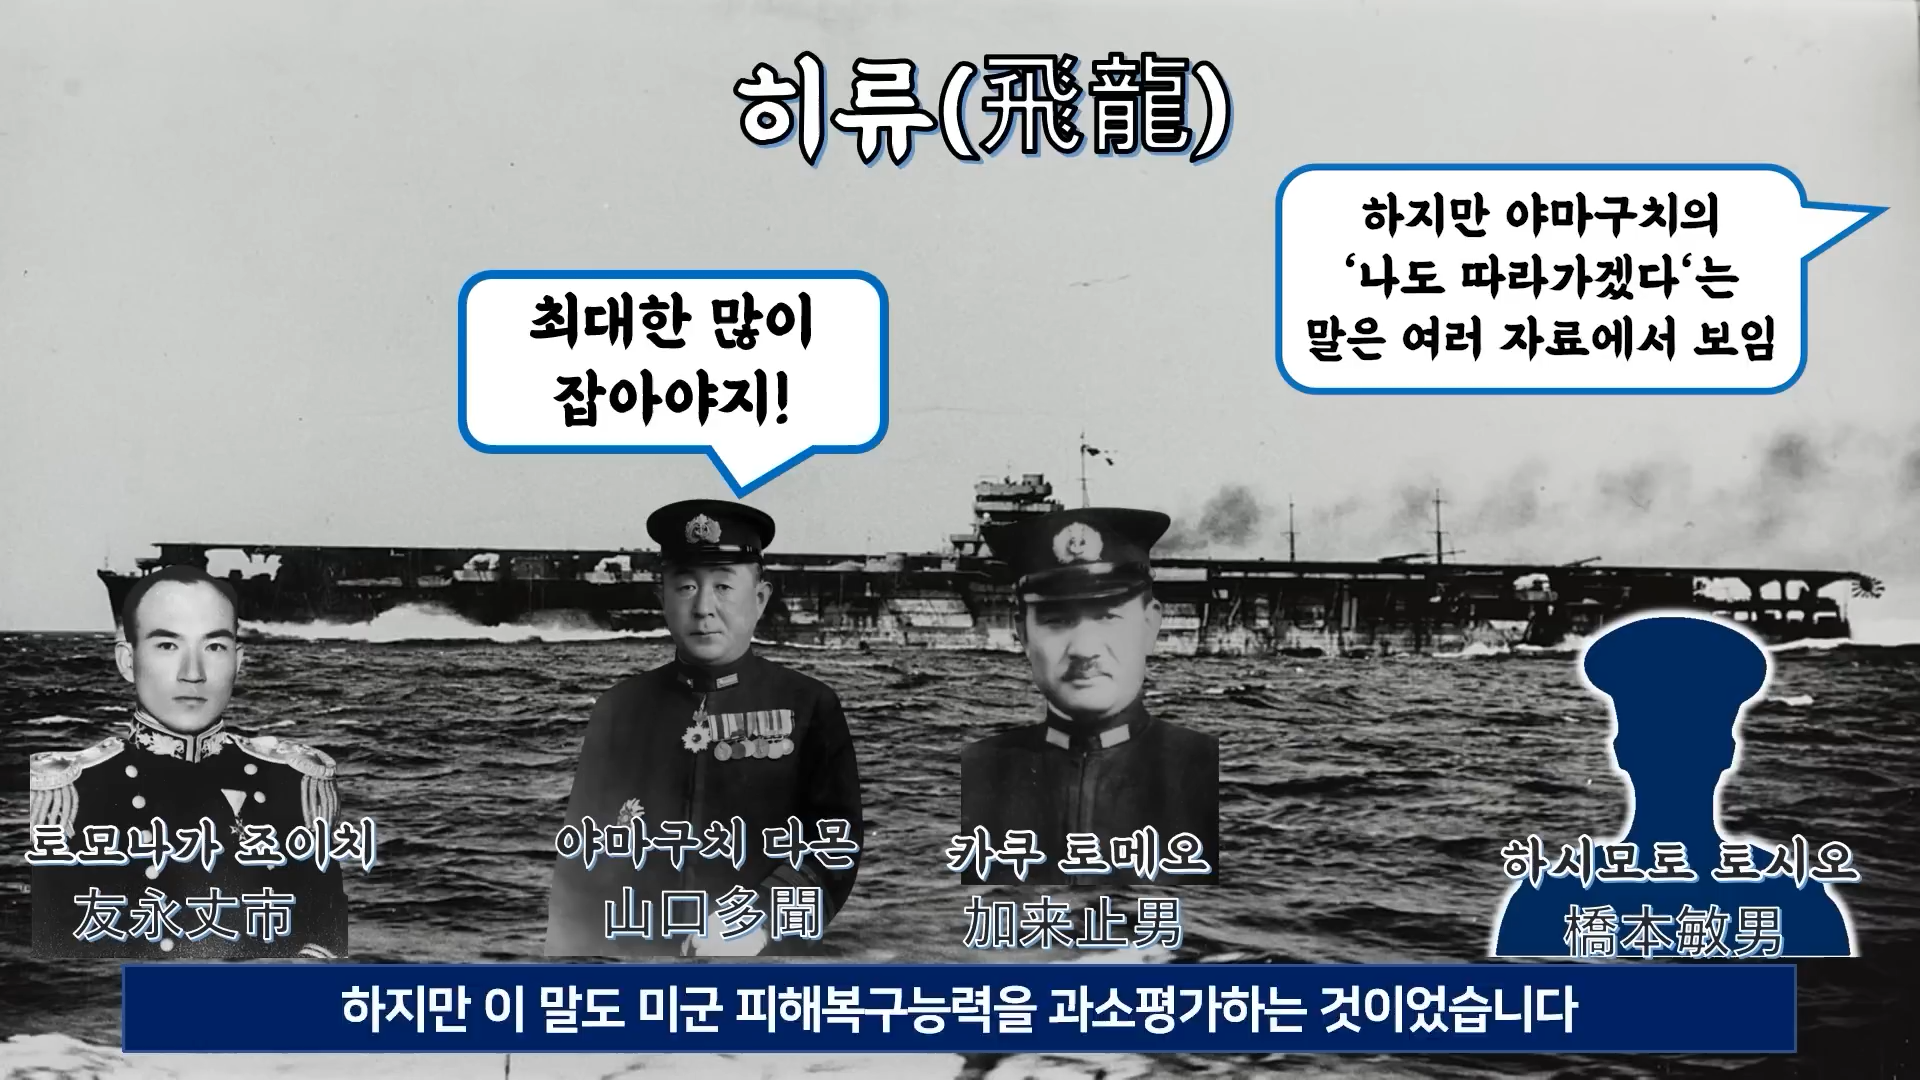 히류(飛龍)
하지만 야마구치의
‘나도 따라가겠다‘는
말은 여러 자료에서 보임
최대한 많이
잡아야지!
토모나가 죠이치
友永丈市
야마구치 다몬
山口多聞
카쿠 토메오
加来止男
하시모토 토시오
橋本敏男
하지만 이 말도 미군 피해복구능력을 과소평가하는 것이었습니다